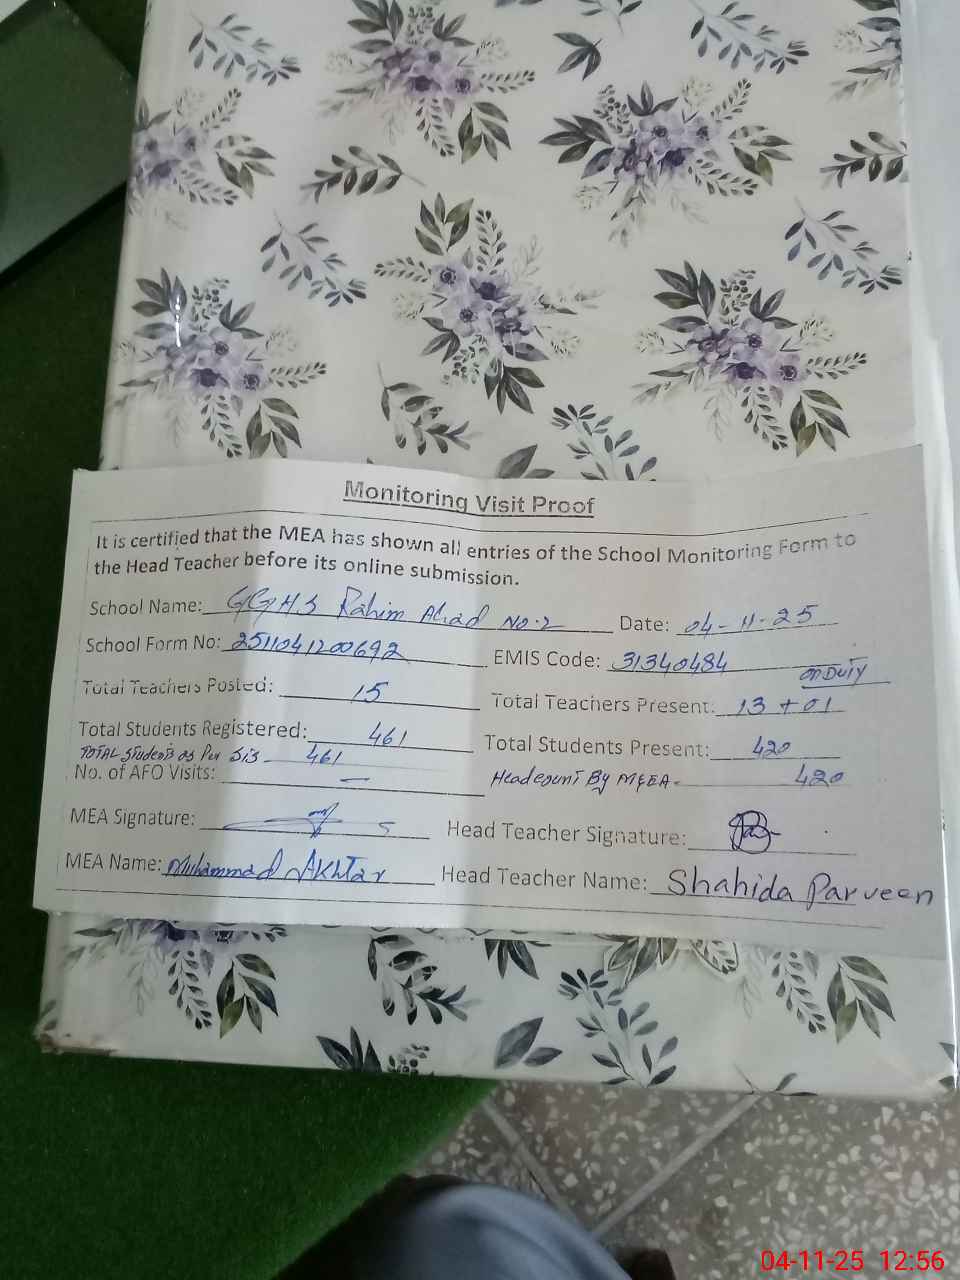 Monitoring Visit Proof
It is certified that the MEA has shown all entries of the School Monitoring Form to
the Head Teacher before its online submission.
School Name: GGHS Rahim Abad No.2 Date: 04-11-25
School Form No: 2511041200692 EMIS Code: 31340484
on Duty
Total Teachers Posted: 15 Total Teachers Present: 13 + 01
Total Students Registered: 461 Total Students Present: 420
TOTAL Students as Per SIS - 461
No. of AFO Visits: — Headcount By MEA - 420
MEA Signature: Head Teacher Signature:
MEA Name: Muhammad Akhtar Head Teacher Name: Shahida Parveen
04-11-25 12:56